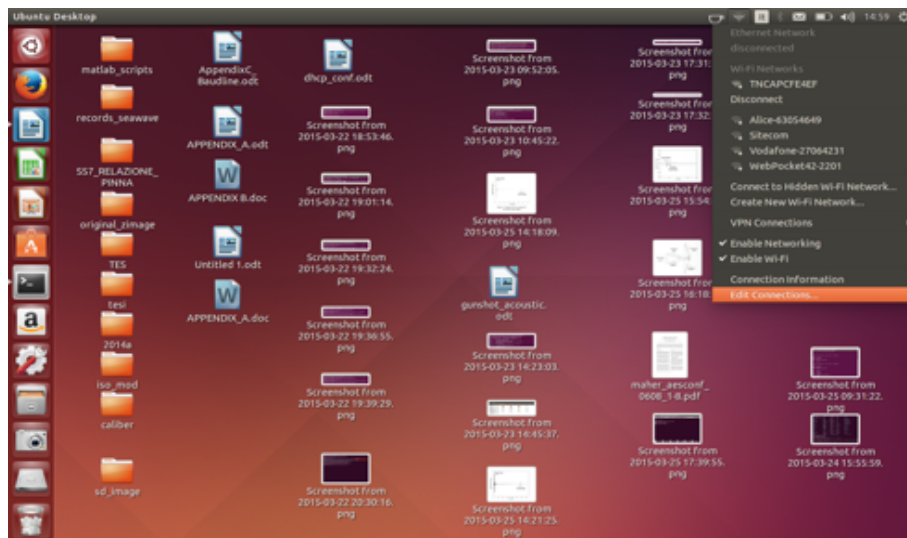 Ubuntu Desktop
14:59
matlab_scripts
records_seawave
SS7_RELAZIONE_
PINNA
original_zimage
TES
tesi
2014a
iso_mod
caliber
sd_image
AppendixC_
Baudline.odt
APPENDIX_A.odt
APPENDIX B.doc
Untitled 1.odt
APPENDIX_A.doc
dhcp_conf.odt
Screenshot from
2015-03-22 18:53:46.
png
Screenshot from
2015-03-22 19:01:14.
png
Screenshot from
2015-03-22 19:32:24.
png
Screenshot from
2015-03-22 19:36:55.
png
Screenshot from
2015-03-22 19:39:29.
png
Screenshot from
2015-03-22 20:30:16.
png
Screenshot from
2015-03-23 09:52:05.
png
Screenshot from
2015-03-23 10:45:22.
png
Screenshot from
2015-03-25 14:18:09.
png
gunshot_acoustic.
odt
Screenshot from
2015-03-23 14:23:03.
png
Screenshot from
2015-03-23 14:45:37.
png
Screenshot from
2015-03-25 14:21:25.
png
Screenshot from
2015-03-23 17:31:
png
Screenshot from
2015-03-23 17:32:
png
Screenshot from
2015-03-25 15:54:
png
Screenshot from
2015-03-25 16:18:
png
maher_aesconf_
0608_1-8.pdf
Screenshot from
2015-03-25 17:39:55.
png
Screenshot from
2015-03-25 09:31:22.
png
Screenshot from
2015-03-24 15:55:59.
png
Ethernet Network
disconnected
Wi-Fi Networks
TNCAPCFE4EF
Disconnect
Alice-63054649
Sitecom
Vodafone-27064231
WebPocket42-2201
Connect to Hidden Wi-Fi Network...
Create New Wi-Fi Network...
VPN Connections
Enable Networking
Enable Wi-Fi
Connection Information
Edit Connections...